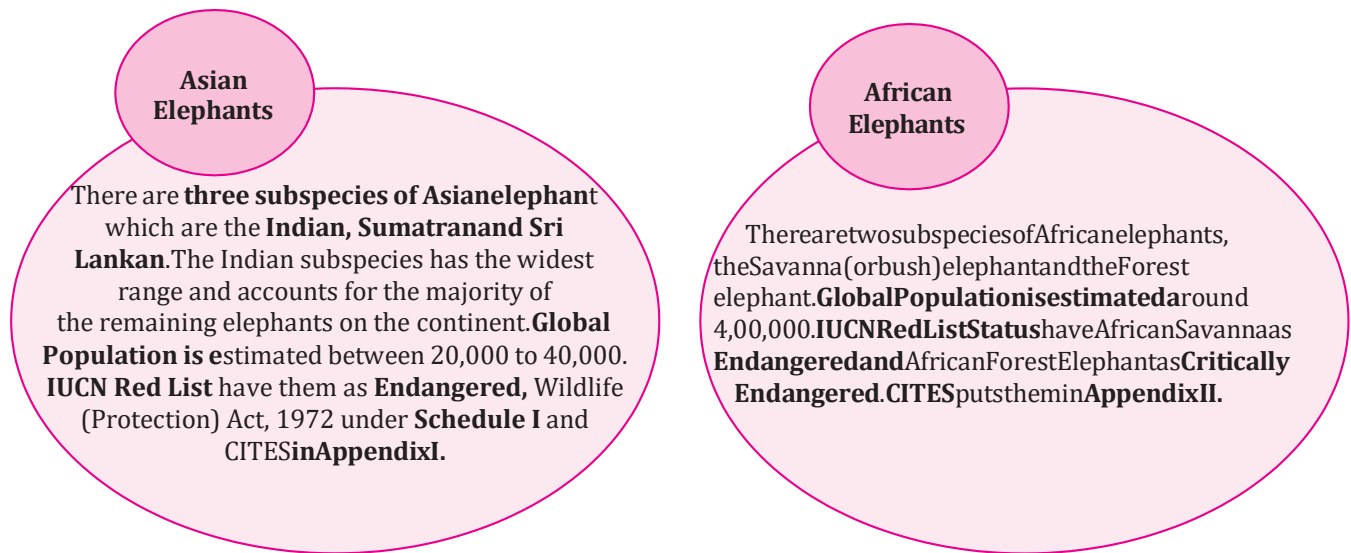 Asian
Elephants
There are three subspecies of Asianelephant
which are the Indian, Sumatranand Sri
Lankan.The Indian subspecies has the widest
range and accounts for the majority of
the remaining elephants on the continent.Global
Population is estimated between 20,000 to 40,000.
IUCN Red List have them as Endangered, Wildlife
(Protection) Act, 1972 under Schedule I and
CITESinAppendixI.
African
Elephants
TherearetwosubspeciesofAfricanelephants,
theSavanna(orbush)elephantandtheForest
elephant.GlobalPopulationisestimatedaround
4,00,000.IUCNRedListStatushaveAfricanSavannaas
EndangeredandAfricanForestElephantasCritically
Endangered.CITESputstheminAppendixII.